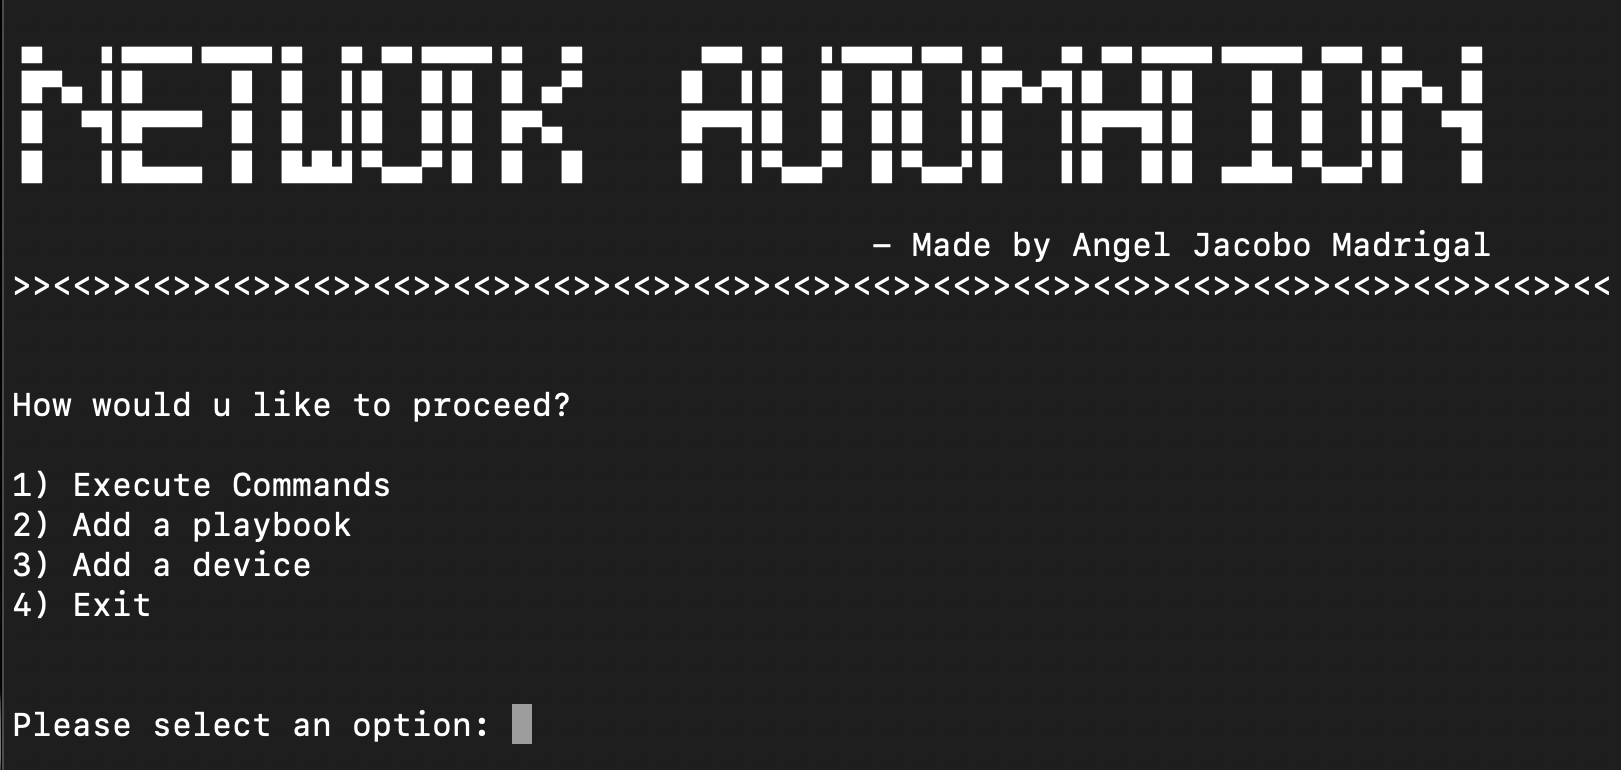 NETWOTK AUTOMATION
– Made by Angel Jacobo Madrigal
>><<>><<>><<>><<>><<>><<>><<>><<>><<>><<>><<>><<>><<>><<>><<>><<>><<>><<>><<>><<
How would u like to proceed?
1) Execute Commands
2) Add a playbook
3) Add a device
4) Exit
Please select an option: